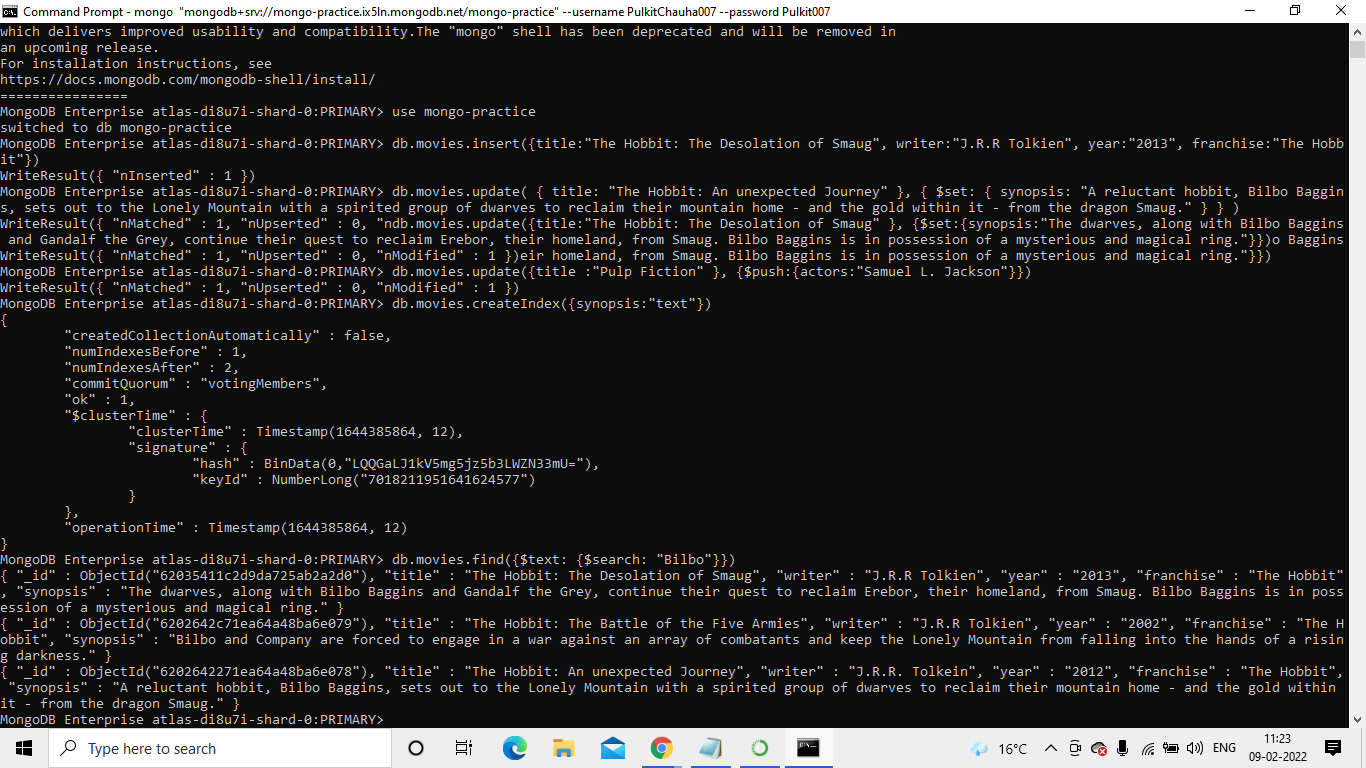 Command Prompt - mongo "mongodb+srv://mongo-practice.ix5ln.mongodb.net/mongo-practice" --username PulkitChauha007 --password Pulkit007
which delivers improved usability and compatibility.The "mongo" shell has been deprecated and will be removed in
an upcoming release.
For installation instructions, see
https://docs.mongodb.com/mongodb-shell/install/
================
MongoDB Enterprise atlas-di8u7i-shard-0:PRIMARY> use mongo-practice
switched to db mongo-practice
MongoDB Enterprise atlas-di8u7i-shard-0:PRIMARY> db.movies.insert({title:"The Hobbit: The Desolation of Smaug", writer:"J.R.R Tolkien", year:"2013", franchise:"The Hobb
it"})
WriteResult({ "nInserted" : 1 })
MongoDB Enterprise atlas-di8u7i-shard-0:PRIMARY> db.movies.update( { title: "The Hobbit: An unexpected Journey" }, { $set: { synopsis: "A reluctant hobbit, Bilbo Baggin
s, sets out to the Lonely Mountain with a spirited group of dwarves to reclaim their mountain home - and the gold within it - from the dragon Smaug." } } )
WriteResult({ "nMatched" : 1, "nUpserted" : 0, "ndb.movies.update({title:"The Hobbit: The Desolation of Smaug" }, {$set:{synopsis:"The dwarves, along with Bilbo Baggins
 and Gandalf the Grey, continue their quest to reclaim Erebor, their homeland, from Smaug. Bilbo Baggins is in possession of a mysterious and magical ring."}})o Baggins
WriteResult({ "nMatched" : 1, "nUpserted" : 0, "nModified" : 1 })eir homeland, from Smaug. Bilbo Baggins is in possession of a mysterious and magical ring."}})
MongoDB Enterprise atlas-di8u7i-shard-0:PRIMARY> db.movies.update({title :"Pulp Fiction" }, {$push:{actors:"Samuel L. Jackson"}})
WriteResult({ "nMatched" : 1, "nUpserted" : 0, "nModified" : 1 })
MongoDB Enterprise atlas-di8u7i-shard-0:PRIMARY> db.movies.createIndex({synopsis:"text"})
{
        "createdCollectionAutomatically" : false,
        "numIndexesBefore" : 1,
        "numIndexesAfter" : 2,
        "commitQuorum" : "votingMembers",
        "ok" : 1,
        "$clusterTime" : {
                "clusterTime" : Timestamp(1644385864, 12),
                "signature" : {
                        "hash" : BinData(0,"LQQGaLJ1kV5mg5jz5b3LWZN33mU="),
                        "keyId" : NumberLong("7018211951641624577")
                }
        },
        "operationTime" : Timestamp(1644385864, 12)
}
MongoDB Enterprise atlas-di8u7i-shard-0:PRIMARY> db.movies.find({$text: {$search: "Bilbo"}})
{ "_id" : ObjectId("62035411c2d9da725ab2a2d0"), "title" : "The Hobbit: The Desolation of Smaug", "writer" : "J.R.R Tolkien", "year" : "2013", "franchise" : "The Hobbit"
, "synopsis" : "The dwarves, along with Bilbo Baggins and Gandalf the Grey, continue their quest to reclaim Erebor, their homeland, from Smaug. Bilbo Baggins is in poss
ession of a mysterious and magical ring." }
{ "_id" : ObjectId("6202642c71ea64a48ba6e079"), "title" : "The Hobbit: The Battle of the Five Armies", "writer" : "J.R.R Tolkien", "year" : "2002", "franchise" : "The H
obbit", "synopsis" : "Bilbo and Company are forced to engage in a war against an array of combatants and keep the Lonely Mountain from falling into the hands of a risin
g darkness." }
{ "_id" : ObjectId("6202642271ea64a48ba6e078"), "title" : "The Hobbit: An unexpected Journey", "writer" : "J.R.R. Tolkein", "year" : "2012", "franchise" : "The Hobbit",
 "synopsis" : "A reluctant hobbit, Bilbo Baggins, sets out to the Lonely Mountain with a spirited group of dwarves to reclaim their mountain home - and the gold within
it - from the dragon Smaug." }
MongoDB Enterprise atlas-di8u7i-shard-0:PRIMARY>
Type here to search
16°C
ENG
11:23
09-02-2022